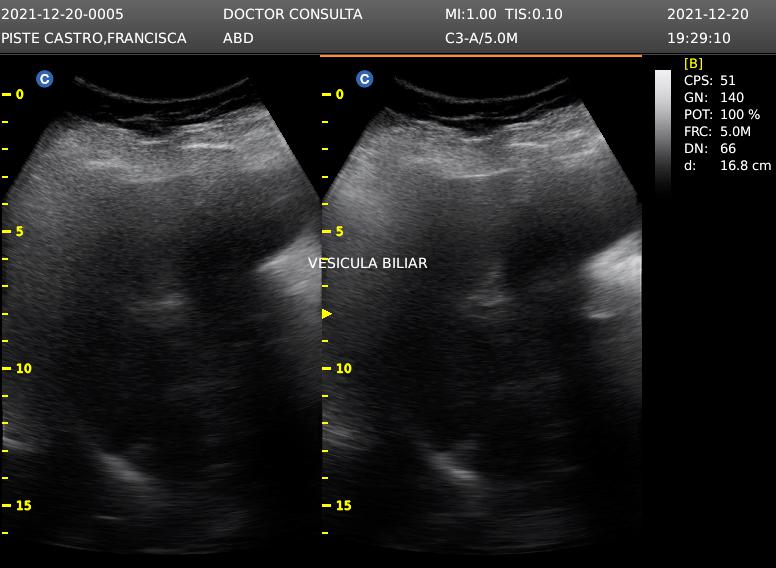 2021-12-20-0005 DOCTOR CONSULTA MI:1.00 TIS:0.10 2021-12-20
PISTE CASTRO,FRANCISCA ABD C3-A/5.0M 19:29:10
[B]
C C
CPS: 51
0 0
GN: 140
POT: 100 %
FRC: 5.0M
DN: 66
d: 16.8 cm
5 5
VESICULA BILIAR
10 10
15 15